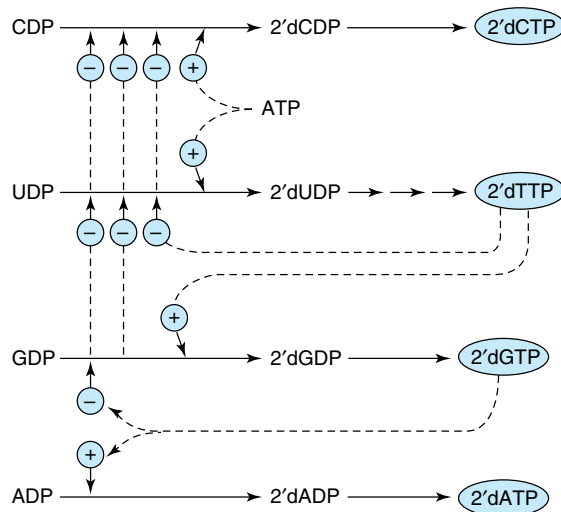 CDP 2′dCDP 2′dCTP
− − − +
ATP
+
UDP 2′dUDP 2′dTTP
− − −
+
GDP 2′dGDP 2′dGTP
−
+
ADP 2′dADP 2′dATP